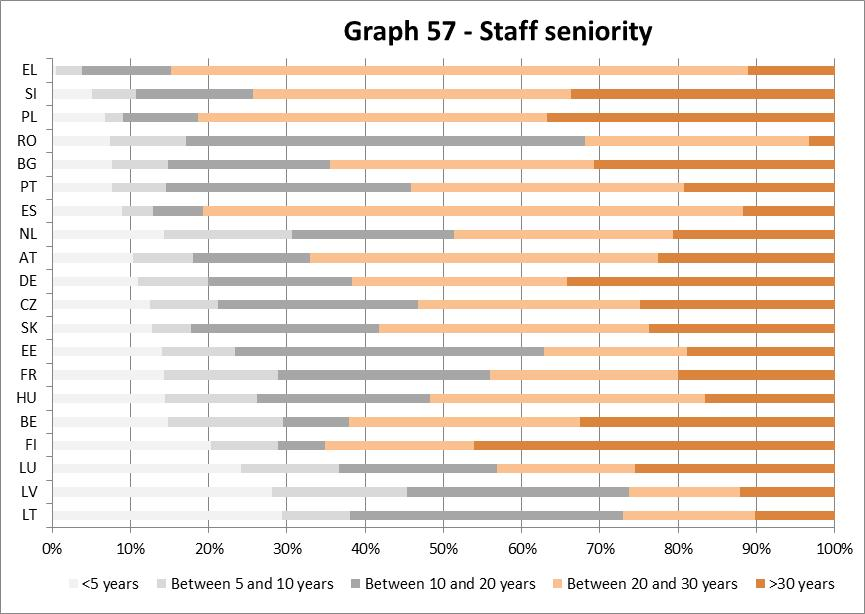 Graph 57 - Staff seniority
EL
SI
PL
RO
BG
PT
ES
NL
AT
DE
CZ
SK
EE
FR
HU
BE
FI
LU
LV
LT
0% 10% 20% 30% 40% 50% 60% 70% 80% 90% 100%
<5 years Between 5 and 10 years Between 10 and 20 years Between 20 and 30 years >30 years